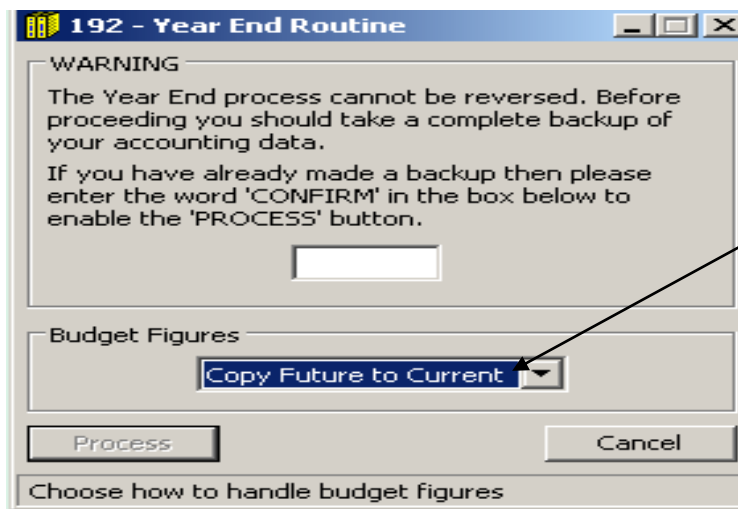 192 - Year End Routine
WARNING
The Year End process cannot be reversed. Before
proceeding you should take a complete backup of
your accounting data.
If you have already made a backup then please
enter the word 'CONFIRM' in the box below to
enable the 'PROCESS' button.
Budget Figures
Copy Future to Current
Process
Cancel
Choose how to handle budget figures